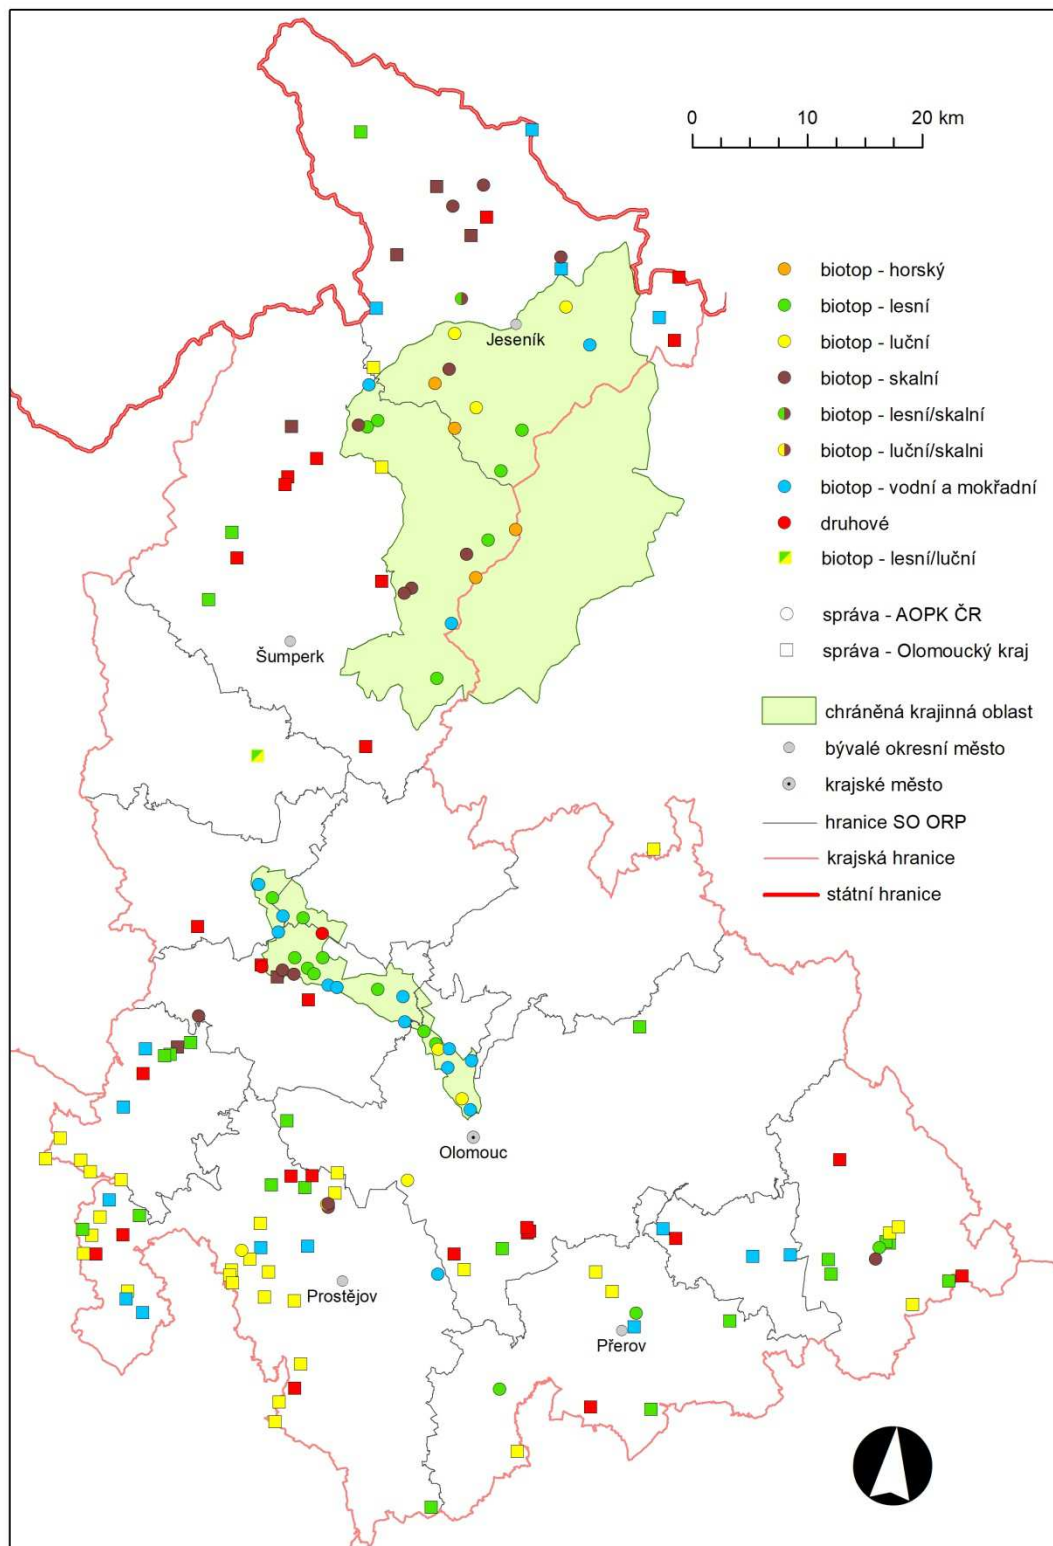 0 10 20 km
biotop - horský
biotop - lesní
biotop - luční
biotop - skalní
biotop - lesní/skalní
biotop - luční/skalni
biotop - vodní a mokřadní
druhové
biotop - lesní/luční
správa - AOPK ČR
správa - Olomoucký kraj
chráněná krajinná oblast
bývalé okresní město
krajské město
hranice SO ORP
krajská hranice
státní hranice
Jeseník
Šumperk
Olomouc
Prostějov
Přerov